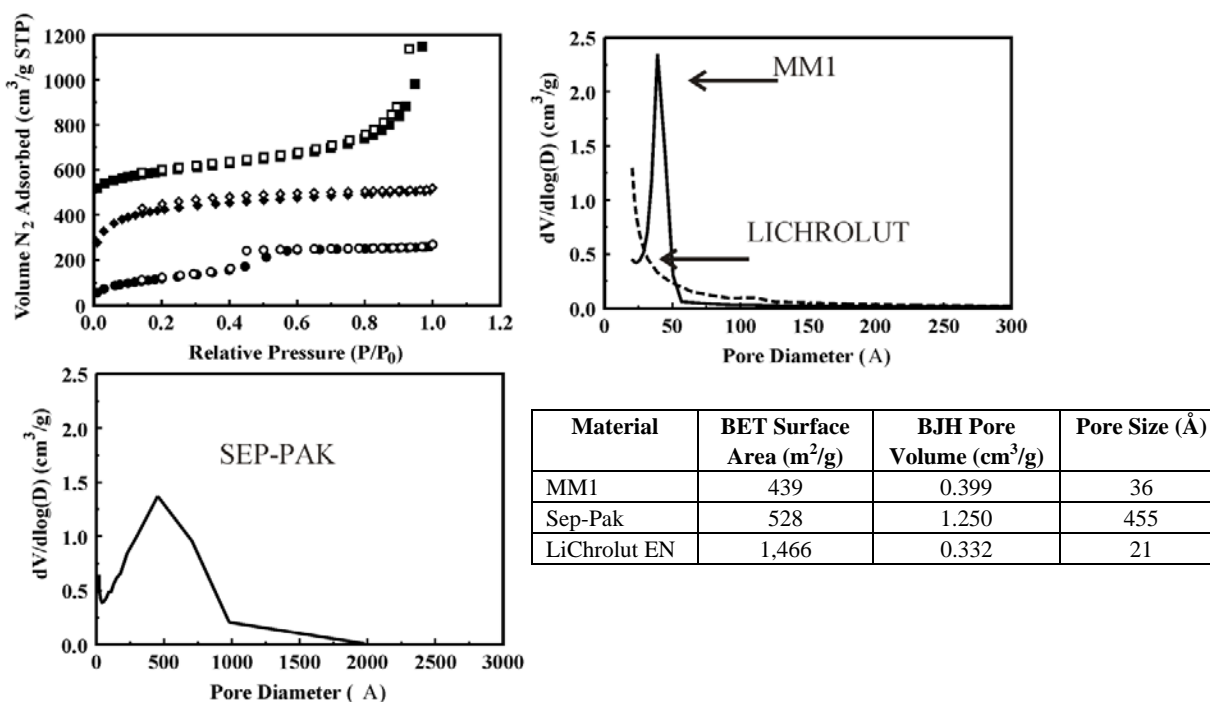 1200
1000
800
600
400
200
0
0.0 0.2 0.4 0.6 0.8 1.0 1.2
Volume N2 Adsorbed (cm3/g STP)
Relative Pressure (P/P0)
2.5
2.0
1.5
1.0
0.5
0.0
0 50 100 150 200 250 300
dV/dlog(D) (cm3/g)
Pore Diameter (A)
MM1
LICHROLUT
2.5
2.0
1.5
1.0
0.5
0.0
0 500 1000 1500 2000 2500 3000
dV/dlog(D) (cm3/g)
Pore Diameter ( A)
SEP-PAK
Material BET Surface BJH Pore Pore Size (Å)
Area (m2/g) Volume (cm3/g)
MM1 439 0.399 36
Sep-Pak 528 1.250 455
LiChrolut EN 1,466 0.332 21